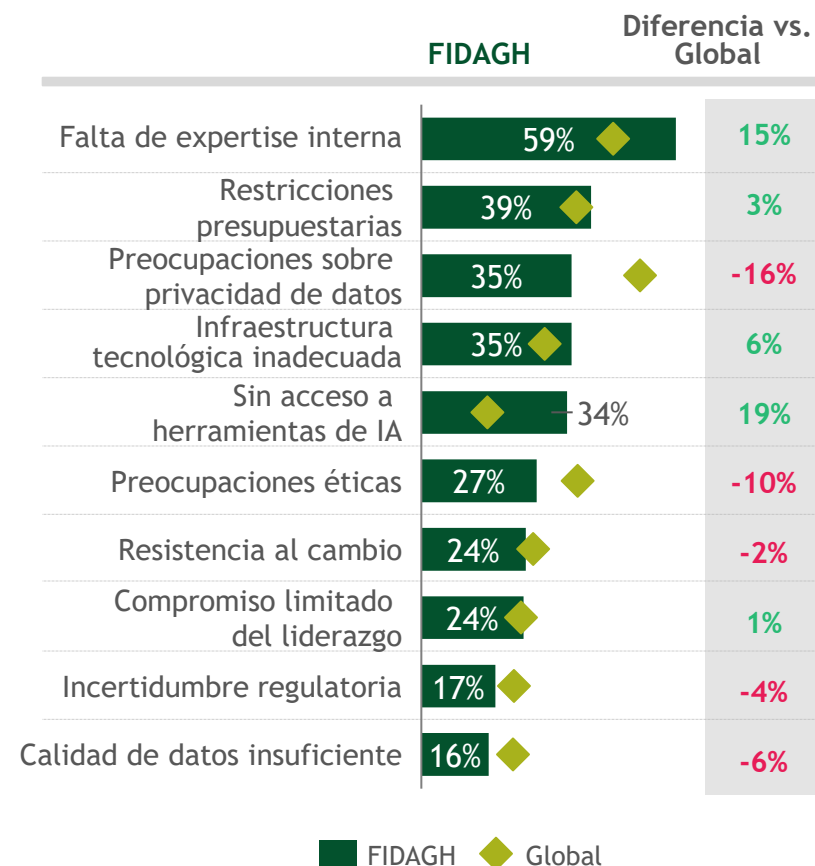 Diferencia vs.
FIDAGH Global
Falta de expertise interna 59% 15%
Restricciones
presupuestarias 39% 3%
Preocupaciones sobre
privacidad de datos 35% -16%
Infraestructura
tecnológica inadecuada 35% 6%
Sin acceso a
herramientas de IA 34% 19%
Preocupaciones éticas 27% -10%
Resistencia al cambio 24% -2%
Compromiso limitado
del liderazgo 24% 1%
Incertidumbre regulatoria 17% -4%
Calidad de datos insuficiente 16% -6%
FIDAGH Global